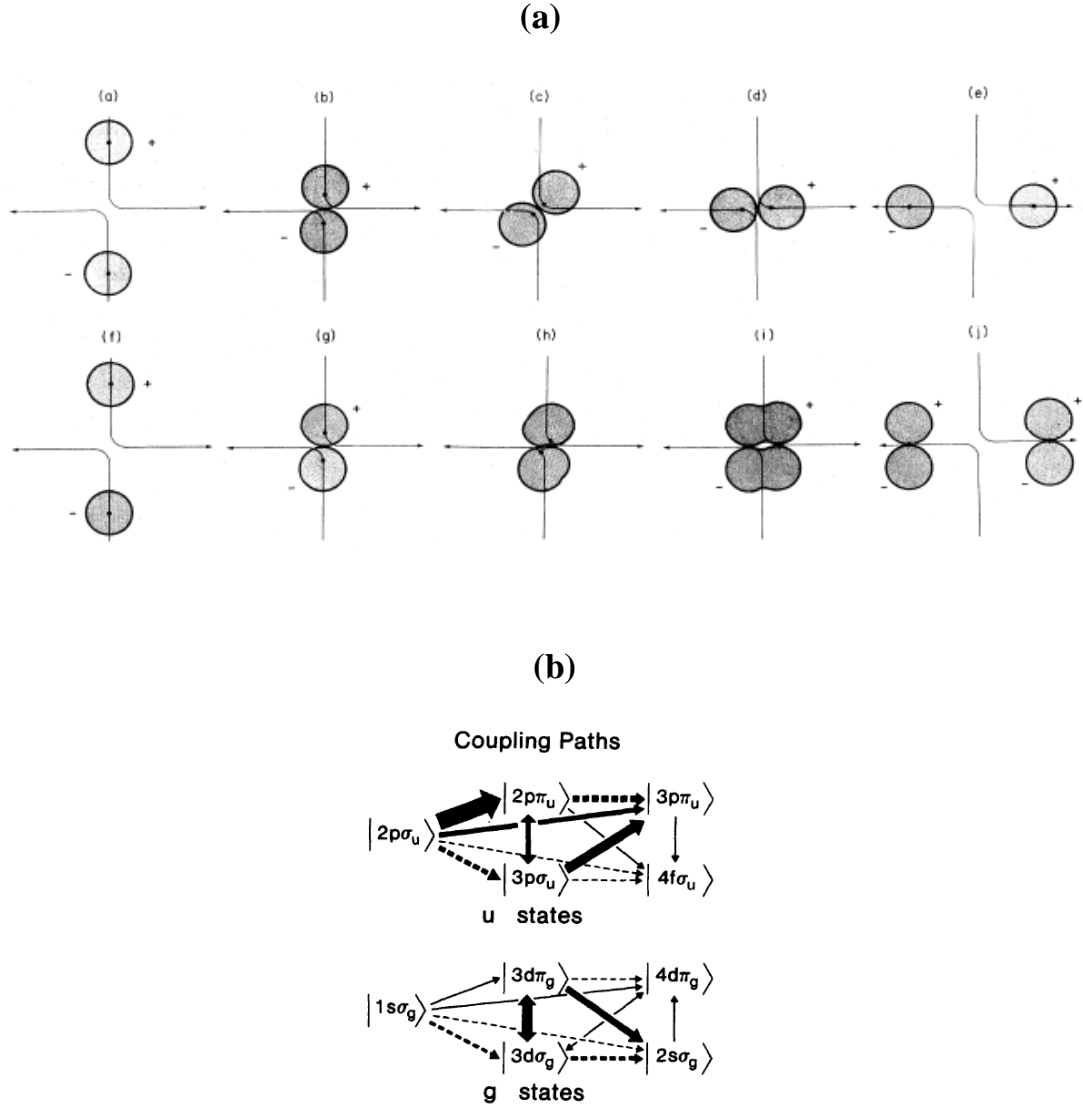 (a)
(a) (b) (c) (d) (e)
+ + + + +
- - - - -
(f) (g) (h) (i) (j)
+ + + + +
- - - - -
(b)
Coupling Paths
|2pπu⟩ |3pπu⟩
|2pσu⟩
|3pσu⟩ |4fσu⟩
u states
|3dπg⟩ |4dπg⟩
|1sσg⟩
|3dσg⟩ |2sσg⟩
g states